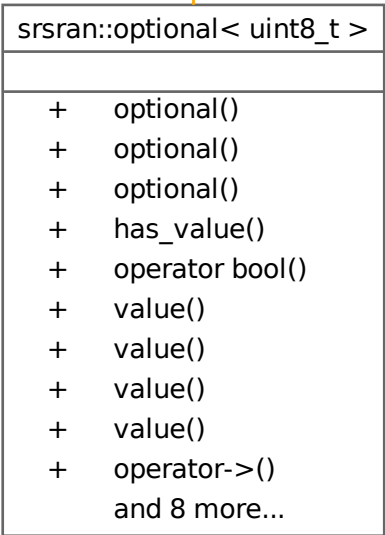 srsran::optional< uint8_t >
+ optional()
+ optional()
+ optional()
+ has_value()
+ operator bool()
+ value()
+ value()
+ value()
+ value()
+ operator->()
and 8 more...